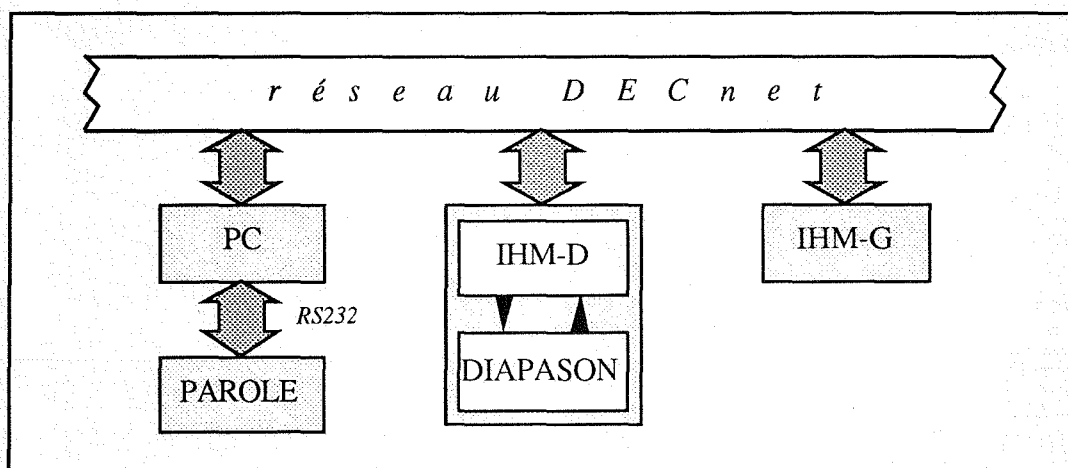 réseau DECnet
PC
IHM-D
IHM-G
RS232
PAROLE
DIAPASON